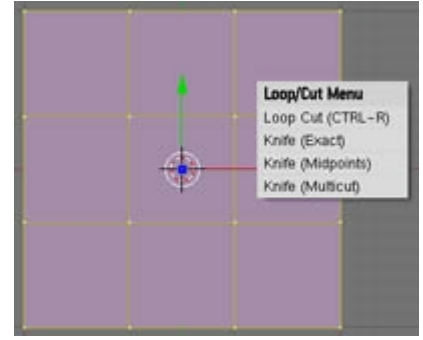 Loop/Cut Menu
Loop Cut (CTRL-R)
Knife (Exact)
Knife (Midpoints)
Knife (Multicut)